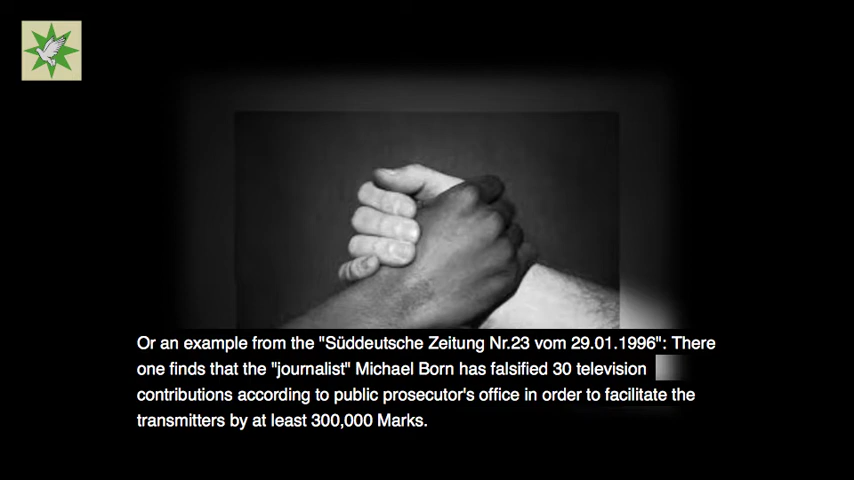 Or an example from the "Süddeutsche Zeitung Nr.23 vom 29.01.1996": There
one finds that the "journalist" Michael Born has falsified 30 television
contributions according to public prosecutor's office in order to facilitate the
transmitters by at least 300,000 Marks.